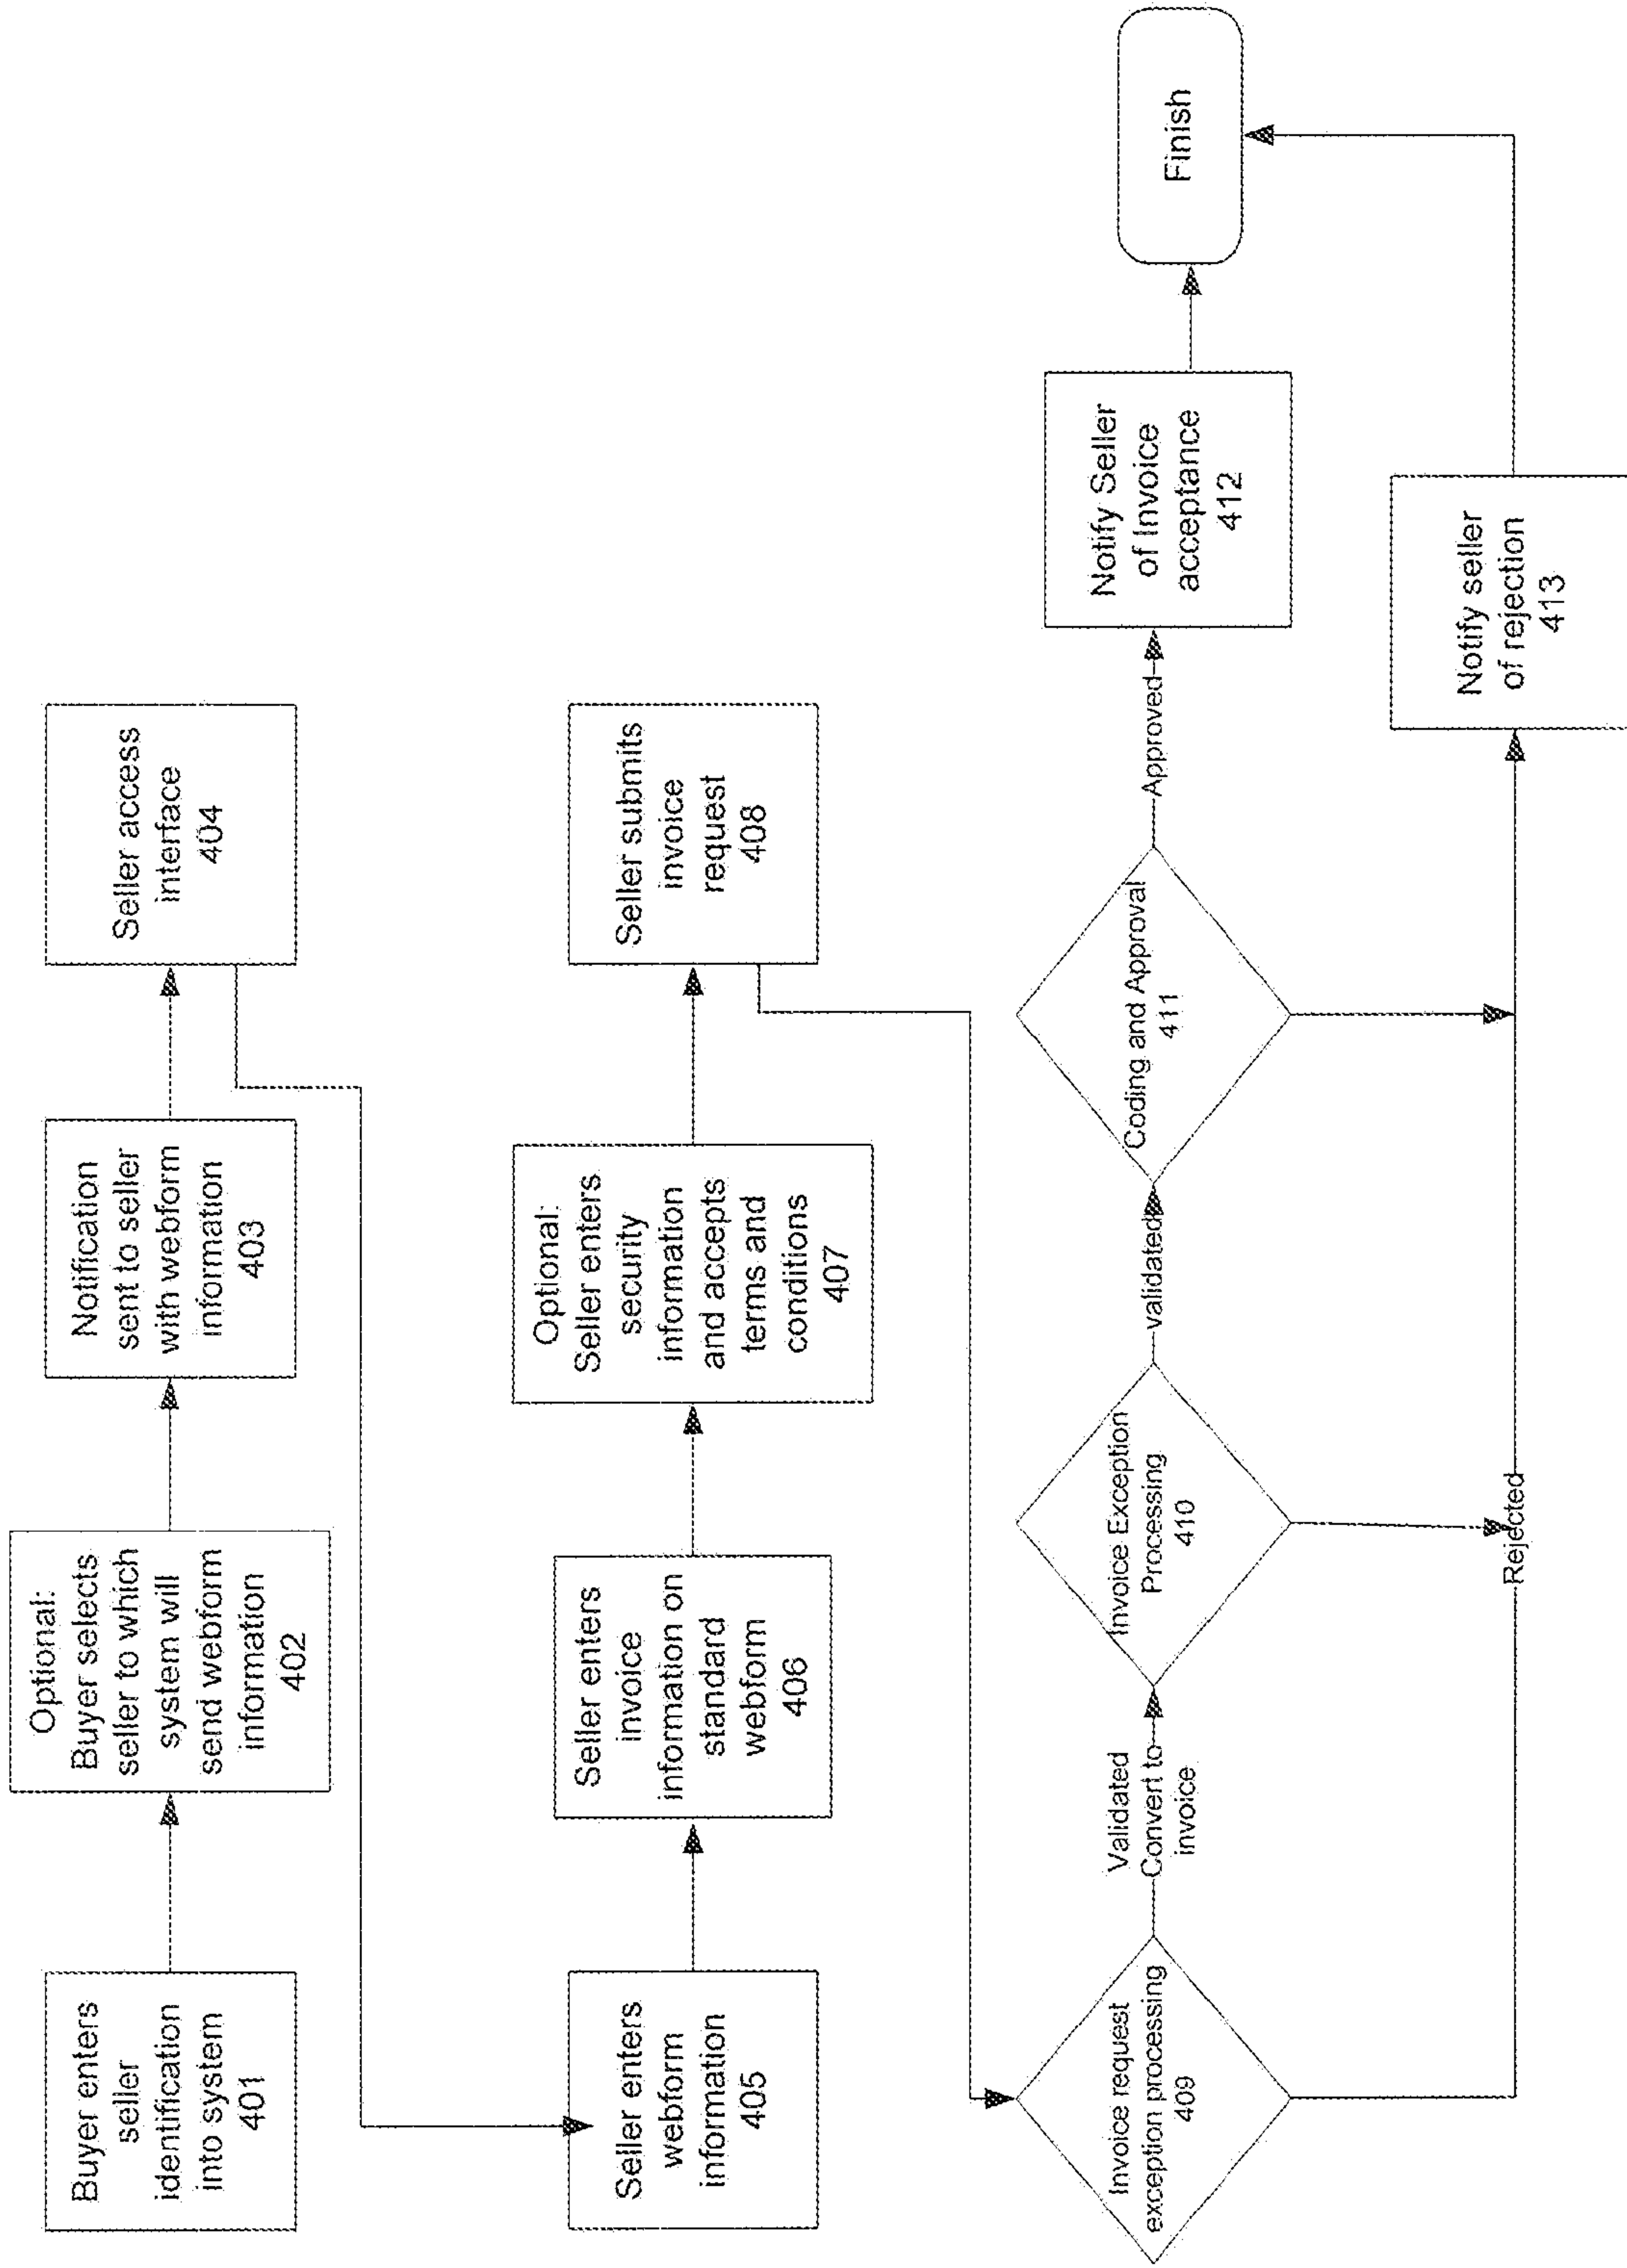 Buyer enters
seller
identification
into system
401
Optional:
Buyer selects
seller to which
system will
send webform
information
402
Notification
sent to seller
with webform
information
403
Seller access
interface
404
Seller enters
webform
information
405
Seller enters
invoice
information on
standard
webform
406
Optional:
Seller enters
security
information
and accepts
terms and
conditions
407
Seller submits
invoice
request
408
Invoice request
exception processing
409
Validated
Convert to
invoice
Invoice Exception
Processing
410
validated
Coding and Approval
411
Approved
Notify Seller
of Invoice
acceptance
412
Finish
Rejected
Notify seller
of rejection
413